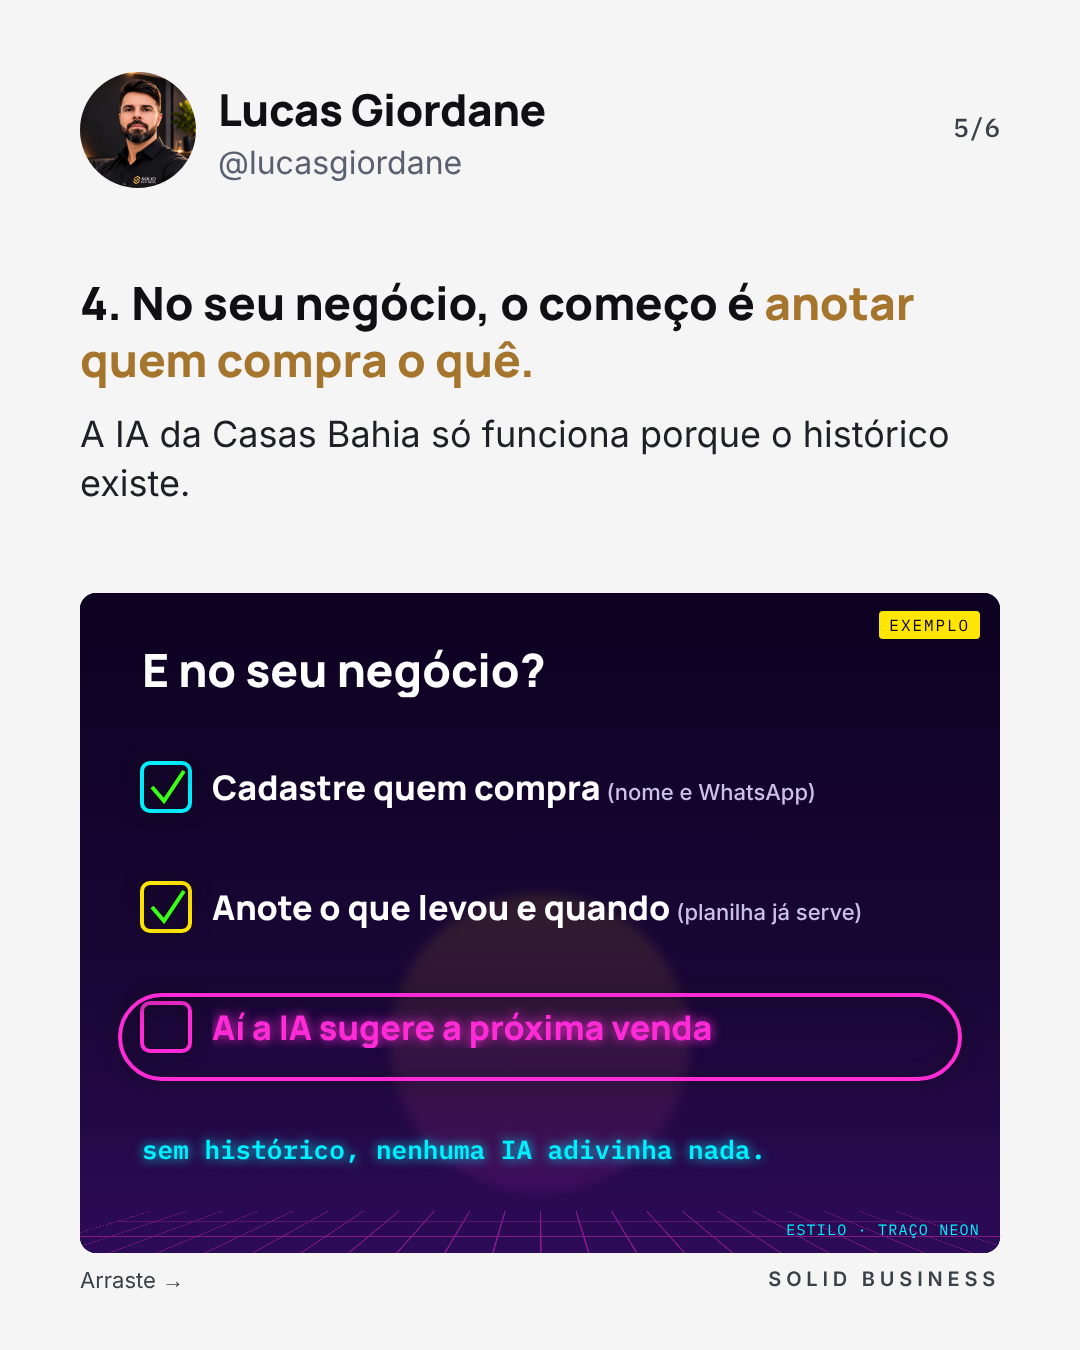 Lucas Giordane
@lucasgiordane
5/6
4. No seu negócio, o começo é anotar
quem compra o quê.
A IA da Casas Bahia só funciona porque o histórico
existe.
EXEMPLO
E no seu negócio?
Cadastre quem compra (nome e WhatsApp)
Anote o que levou e quando (planilha já serve)
Aí a IA sugere a próxima venda
sem histórico, nenhuma IA adivinha nada.
ESTILO · TRAÇO NEON
Arraste →
SOLID BUSINESS